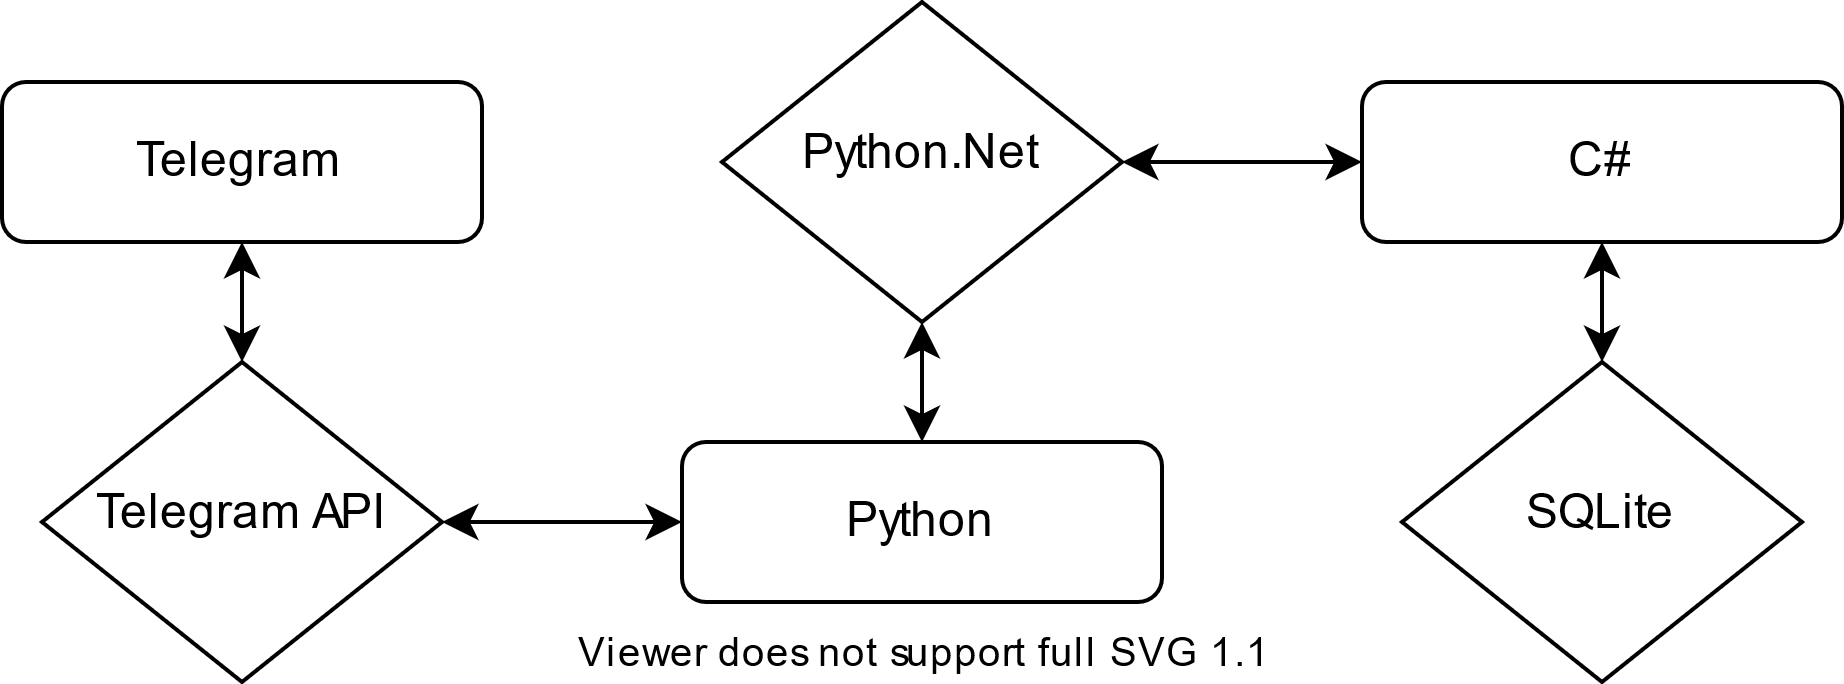 Telegram
Python.Net
C#
Telegram API
Python
SQLite
Viewer does not support full SVG 1.1